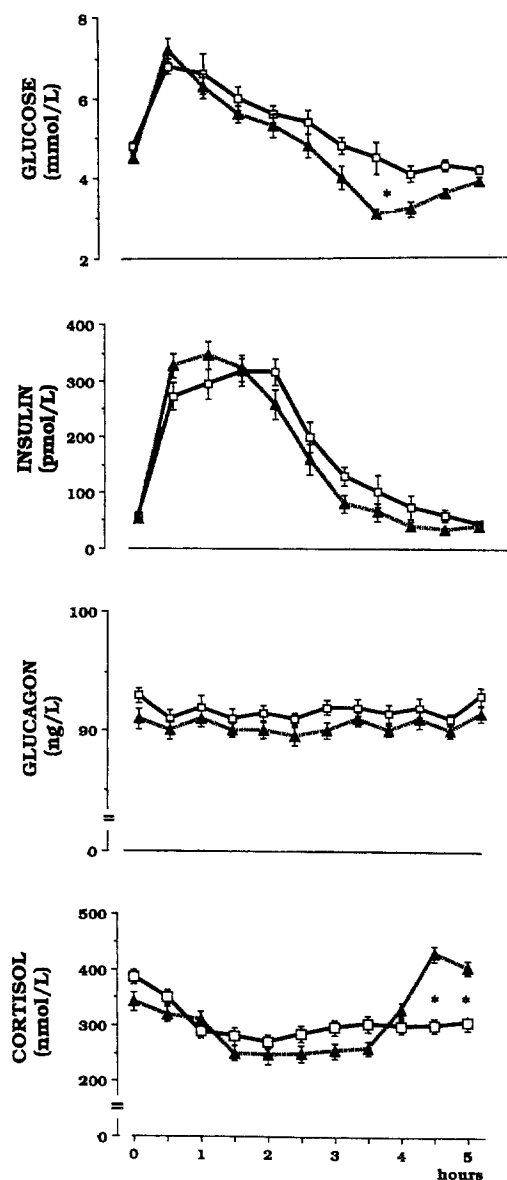 8
6
4
2
GLUCOSE
(mmol/L)
*
400
300
200
100
0
INSULIN
(pmol/L)
100
90
0
GLUCAGON
(ng/L)
=
500
400
300
200
0
CORTISOL
(nmol/L)
* *
=
0 1 2 3 4 5
hours